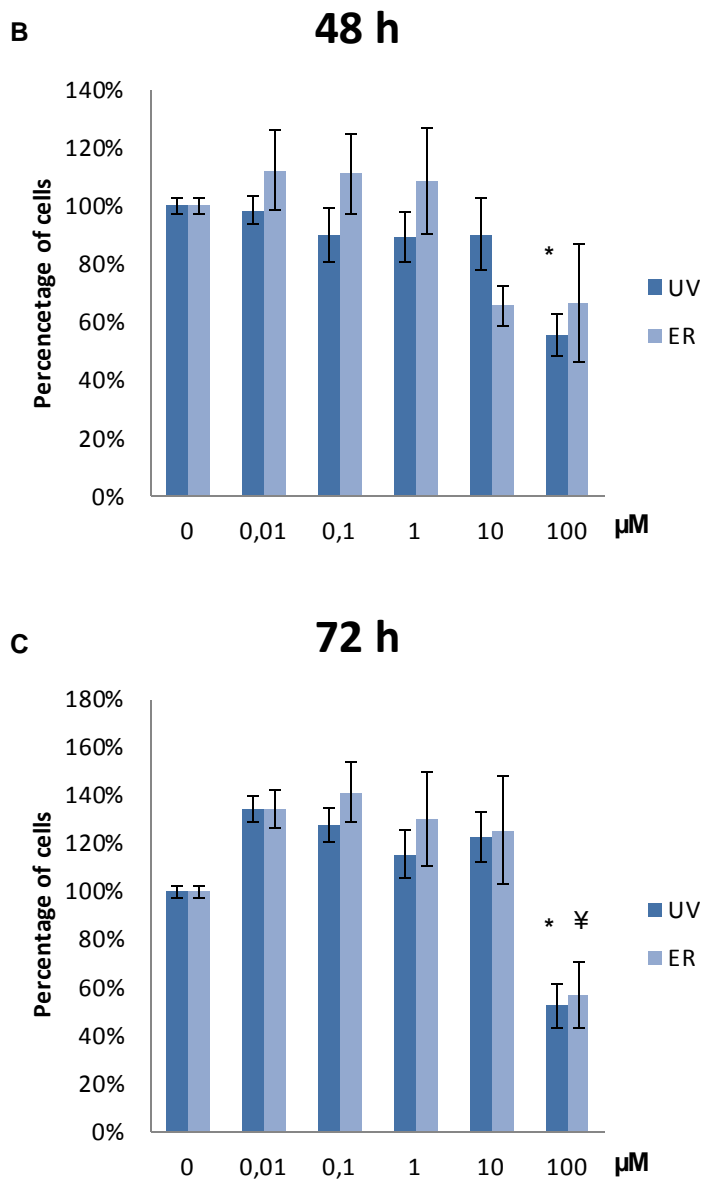 B
48 h
Percencetage of cells
140%
120%
100%
80%
60%
40%
20%
0%
*
UV
ER
0 0,01 0,1 1 10 100 µM
C
72 h
Percentage of cells
180%
160%
140%
120%
100%
80%
60%
40%
20%
0%
* ¥
UV
ER
0 0,01 0,1 1 10 100 µM